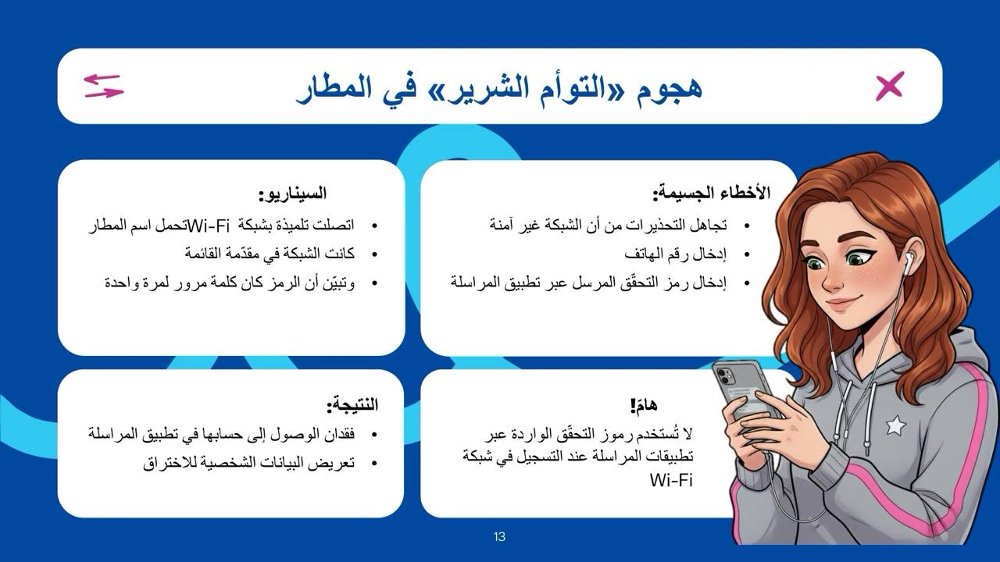 هجوم «التوأم الشرير» في المطار
الأخطاء الجسيمة:
• تجاهل التحذيرات من أن الشبكة غير آمنة
• إدخال رقم الهاتف
• إدخال رمز التحقّق المرسل عبر تطبيق المراسلة
السيناريو:
• اتصلت تلميذة بشبكة Wi-Fiتحمل اسم المطار
• كانت الشبكة في مقدّمة القائمة
• وتبيّن أن الرمز كان كلمة مرور لمرة واحدة
هامّ!
لا تُستخدم رموز التحقّق الواردة عبر
تطبيقات المراسلة عند التسجيل في شبكة
Wi-Fi
النتيجة:
• فقدان الوصول إلى حسابها في تطبيق المراسلة
• تعريض البيانات الشخصية للاختراق
13